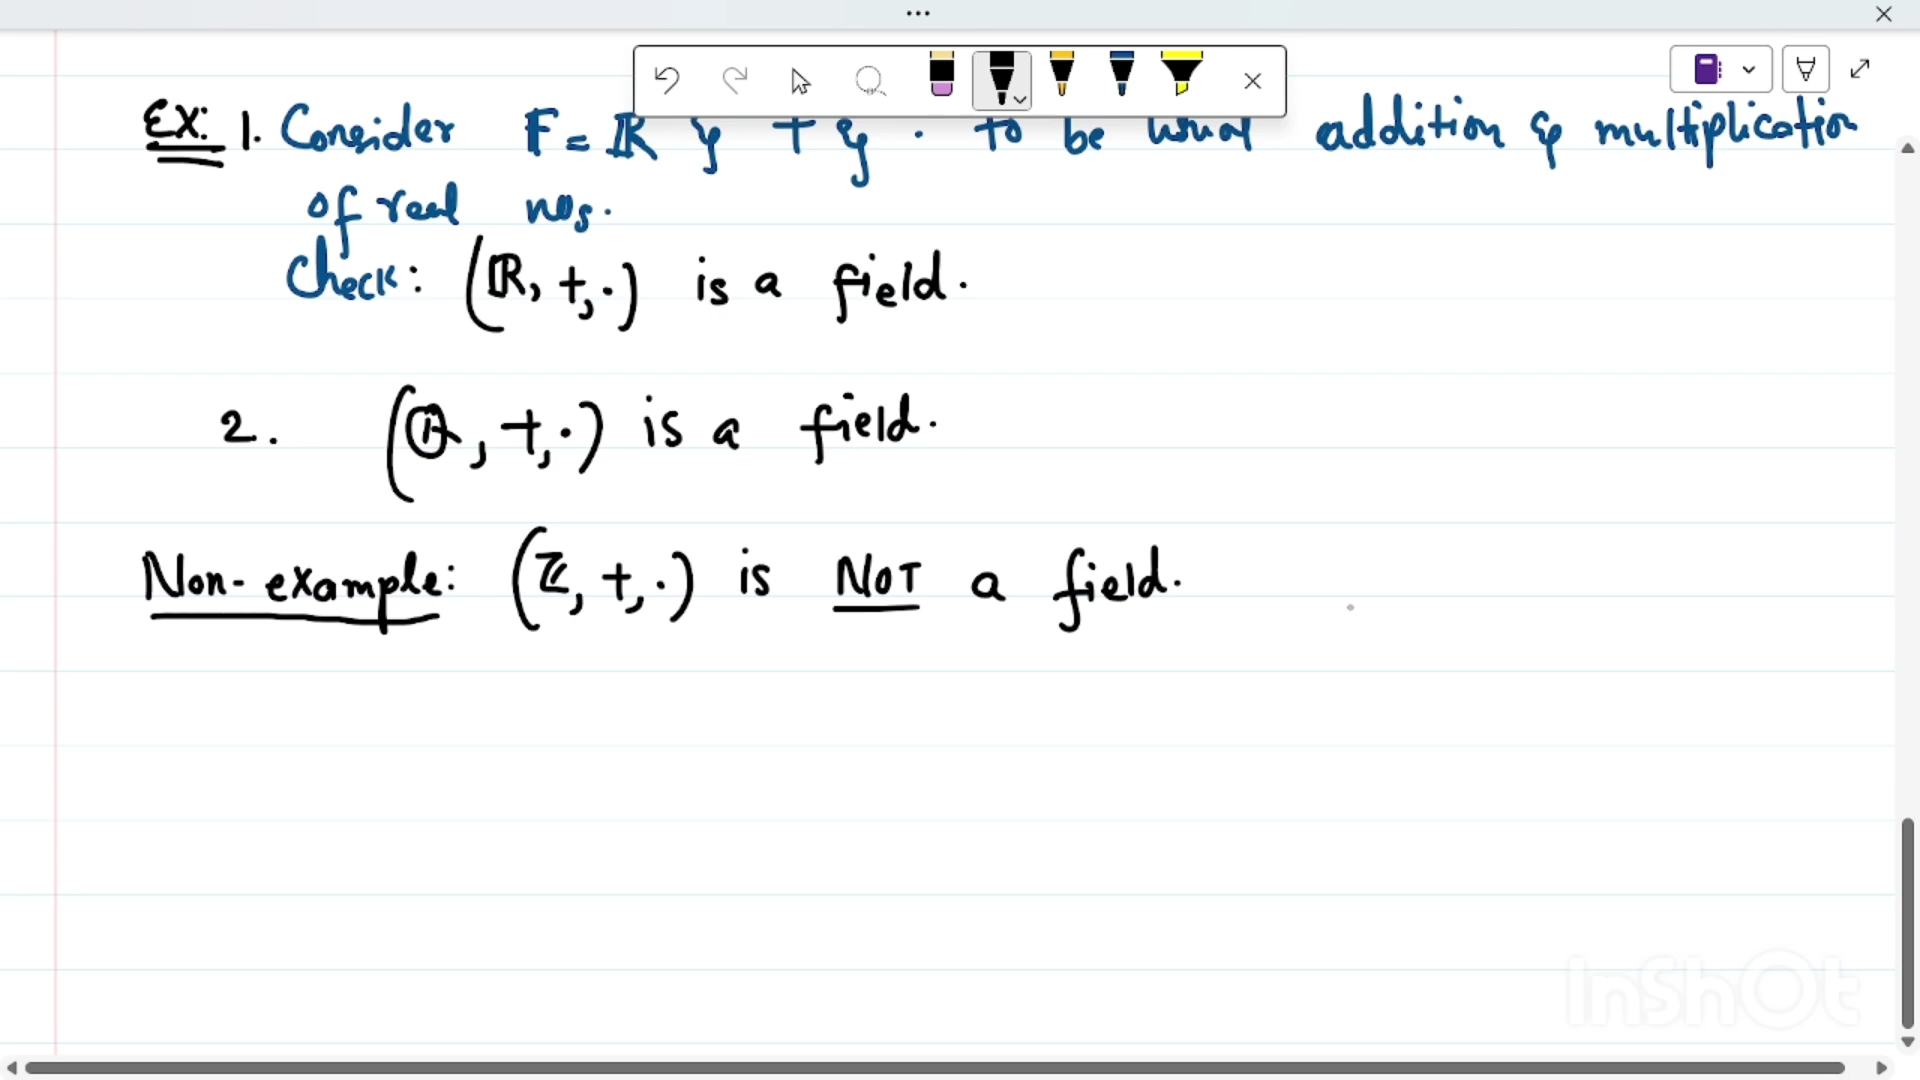 Ex: 1. Consider F = ℝ & + & · to be usual addition & multiplication
of real nos.
Check: (ℝ, +, ·) is a field.
2. (ℚ, +, ·) is a field.
Non-example: (ℤ, +, ·) is NOT a field.
InShOt